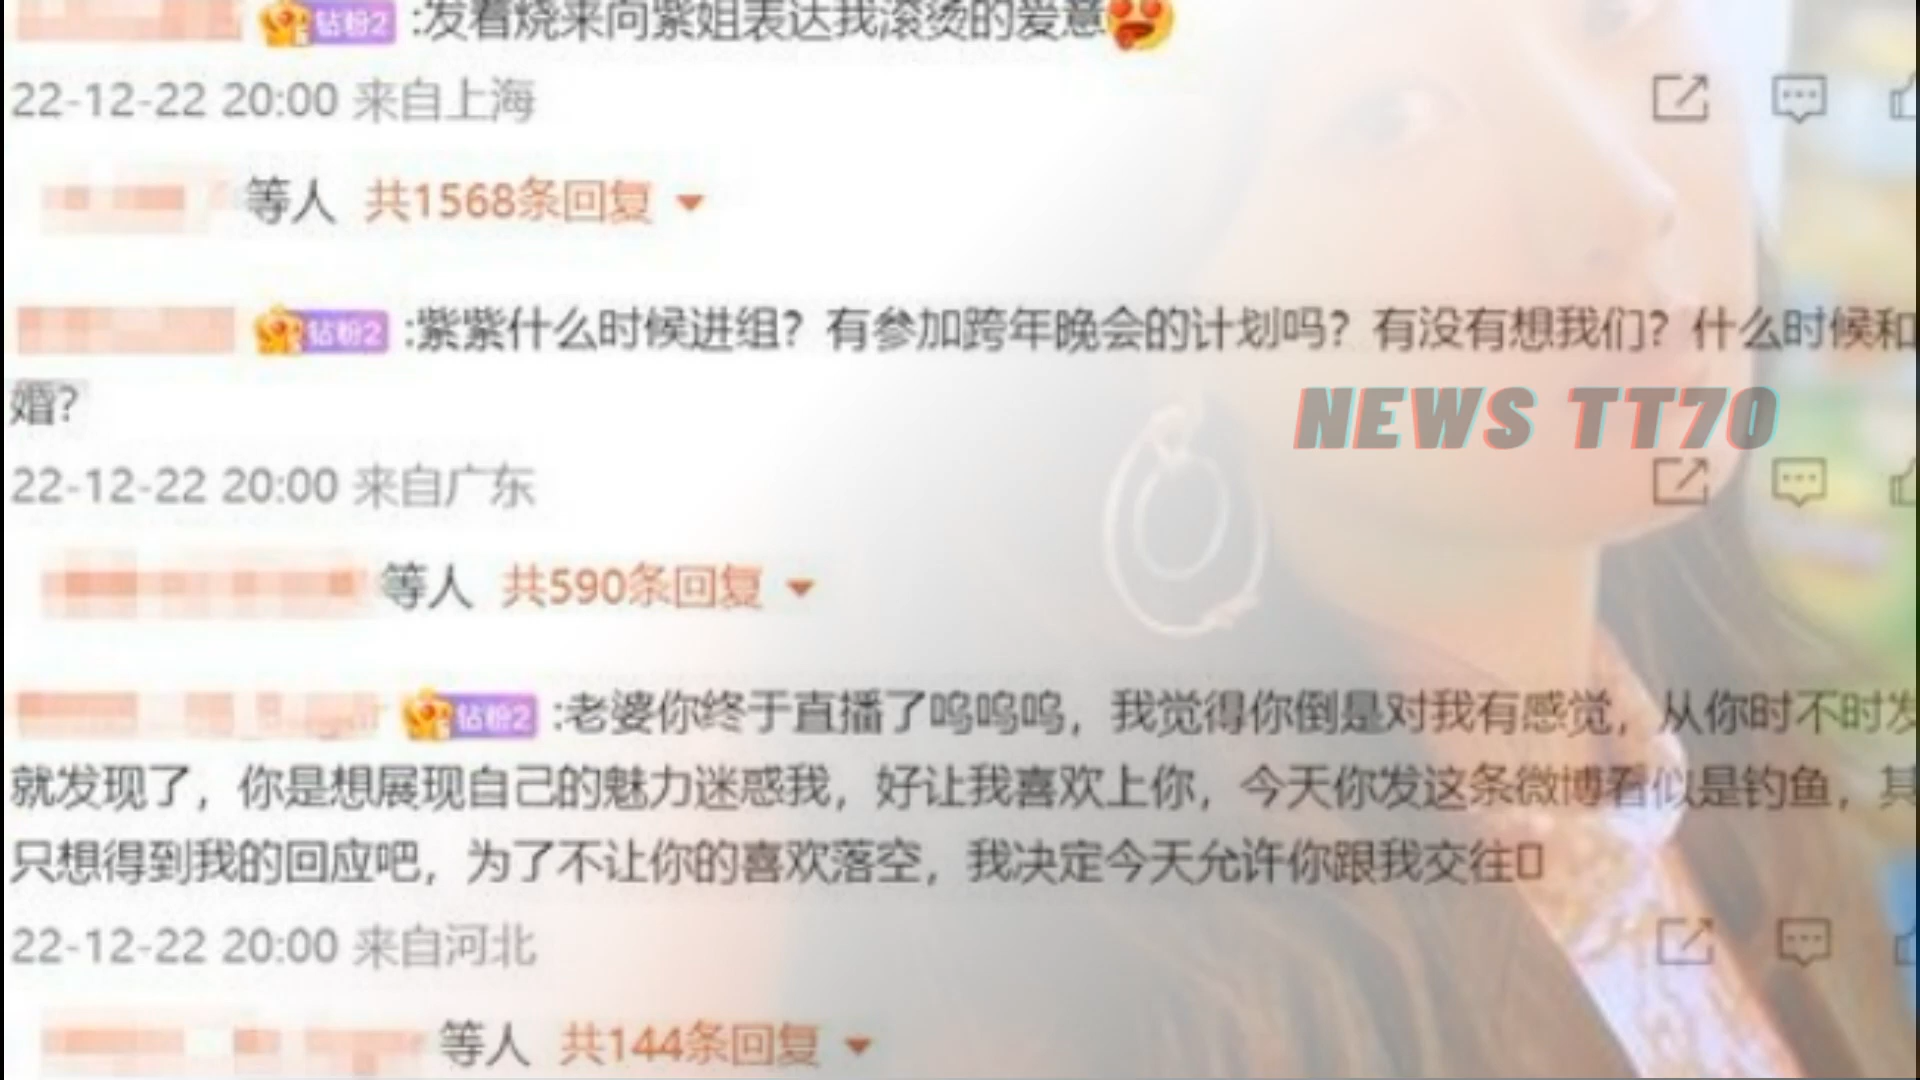 钻粉2 :发着烧来向紫姐表达我滚烫的爱意
22-12-22 20:00 来自上海
等人 共1568条回复
钻粉2 :紫紫什么时候进组？有参加跨年晚会的计划吗？有没有想我们？什么时候和
婚？
NEWS TT70
22-12-22 20:00 来自广东
等人 共590条回复
钻粉2 :老婆你终于直播了呜呜呜，我觉得你倒是对我有感觉，从你时不时发
就发现了，你是想展现自己的魅力迷惑我，好让我喜欢上你，今天你发这条微博看似是钓鱼，其
只想得到我的回应吧，为了不让你的喜欢落空，我决定今天允许你跟我交往
22-12-22 20:00 来自河北
等人 共144条回复